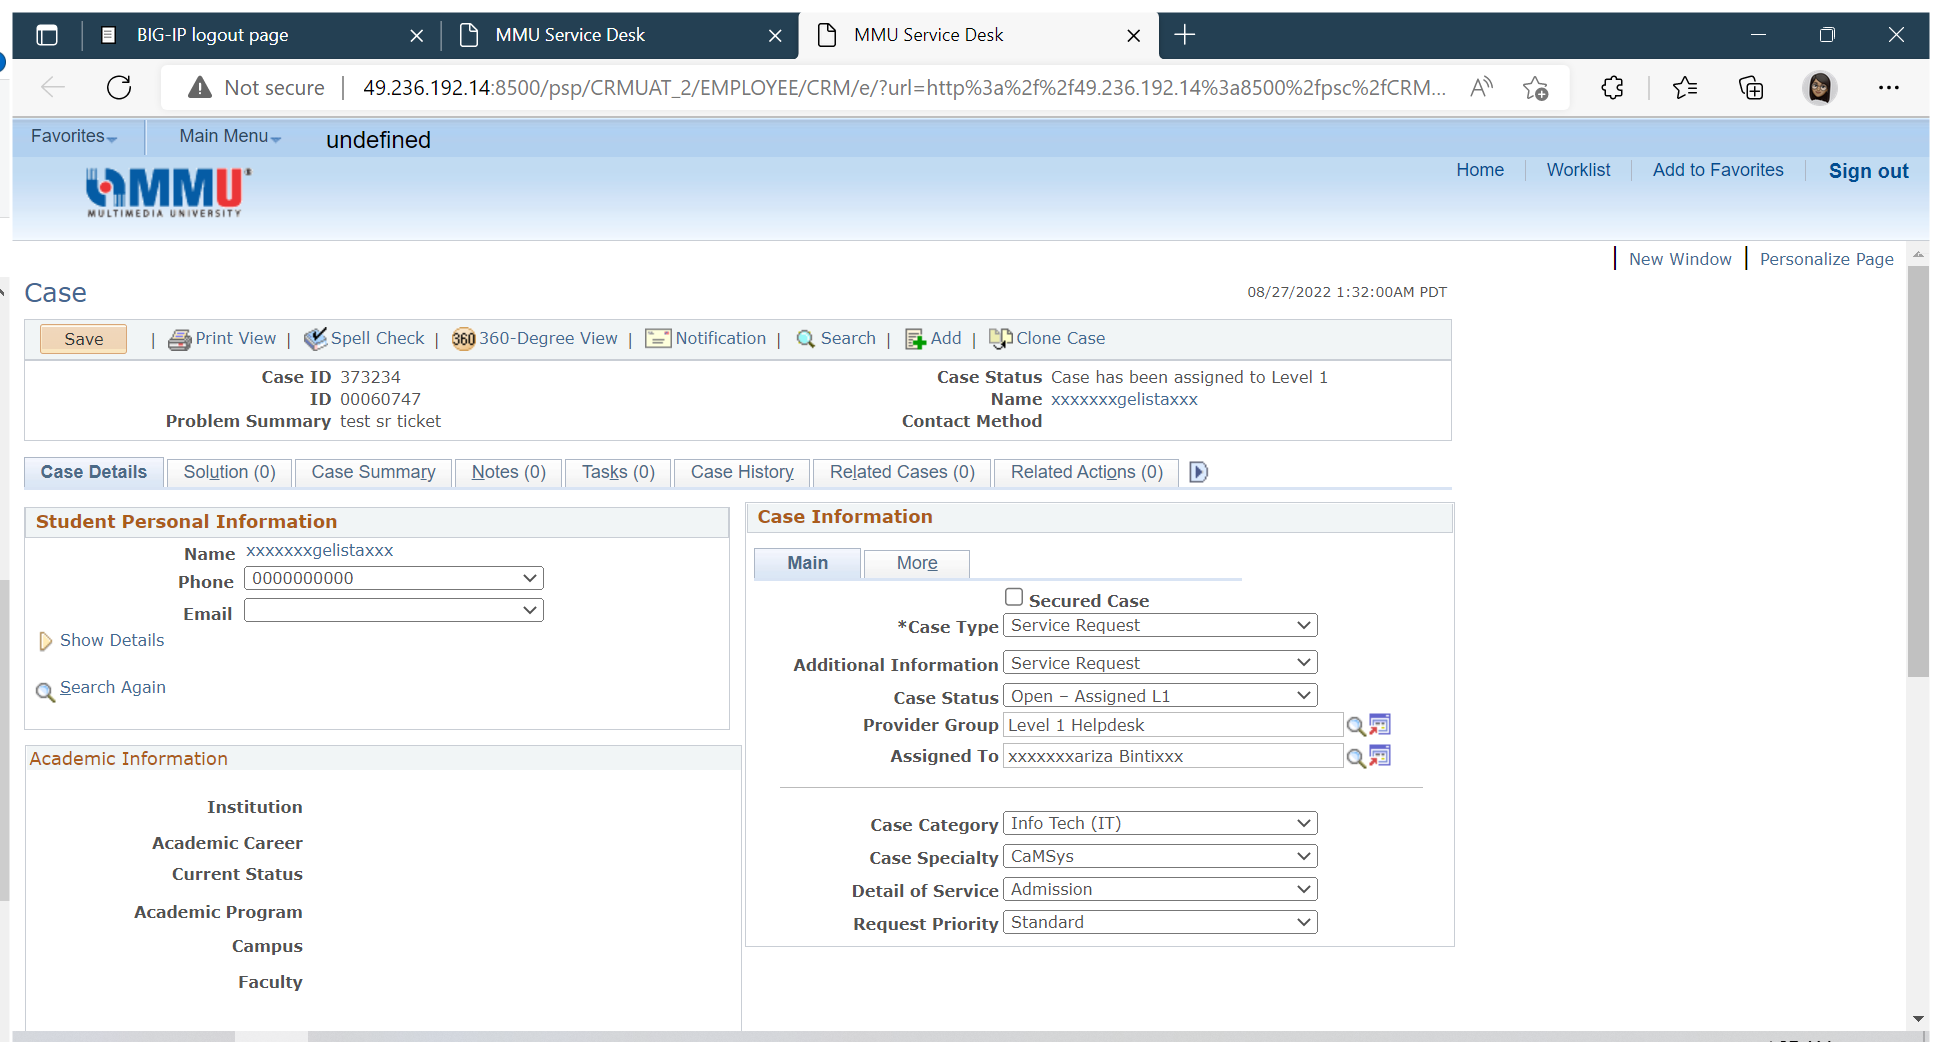 BIG-IP logout page
MMU Service Desk
MMU Service Desk
Not secure | 49.236.192.14:8500/psp/CRMUAT_2/EMPLOYEE/CRM/e/?url=http%3a%2f%2f49.236.192.14%3a8500%2fpsc%2fCRM...
Favorites Main Menu undefined
MMU
MULTIMEDIA UNIVERSITY
Home Worklist Add to Favorites Sign out
New Window Personalize Page
Case
08/27/2022 1:32:00AM PDT
Save | Print View | Spell Check | 360 360-Degree View | Notification | Search | Add | Clone Case
Case ID 373234
Case Status Case has been assigned to Level 1
ID 00060747
Name xxxxxxxgelistaxxx
Problem Summary test sr ticket
Contact Method
Case Details Solution (0) Case Summary Notes (0) Tasks (0) Case History Related Cases (0) Related Actions (0)
Student Personal Information
Name xxxxxxxgelistaxxx
Phone 0000000000
Email
Show Details
Search Again
Academic Information
Institution
Academic Career
Current Status
Academic Program
Campus
Faculty
Case Information
Main More
Secured Case
*Case Type Service Request
Additional Information Service Request
Case Status Open – Assigned L1
Provider Group Level 1 Helpdesk
Assigned To xxxxxxxariza Bintixxx
Case Category Info Tech (IT)
Case Specialty CaMSys
Detail of Service Admission
Request Priority Standard